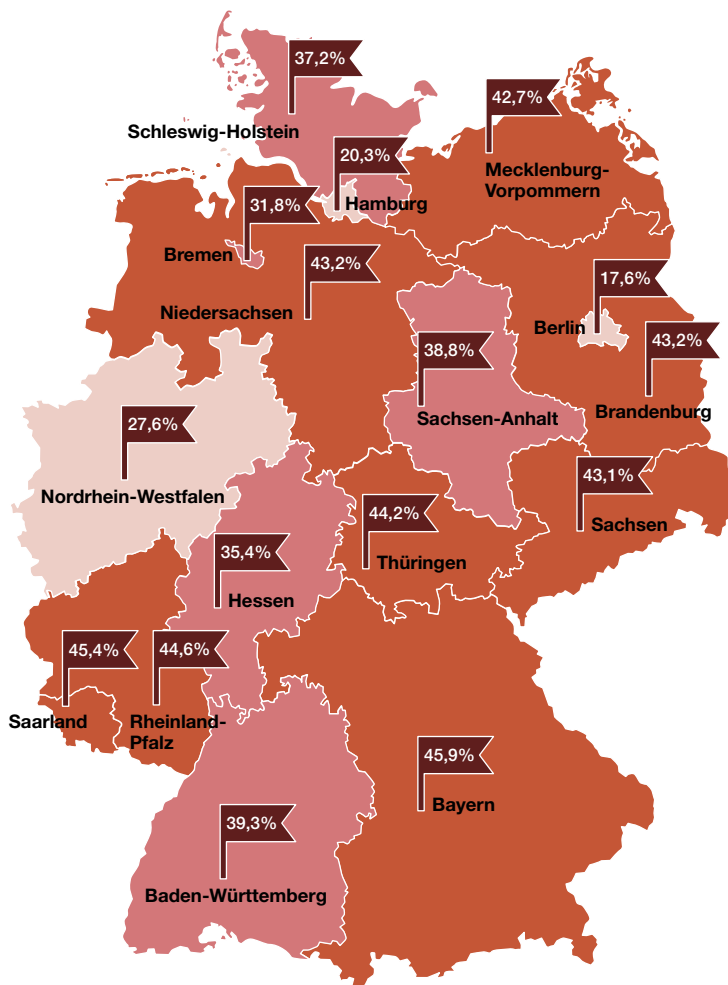 37,2%
Schleswig-Holstein
42,7%
Mecklenburg-
Vorpommern
20,3%
Hamburg
31,8%
Bremen
43,2%
Niedersachsen
17,6%
Berlin
43,2%
Brandenburg
38,8%
Sachsen-Anhalt
27,6%
Nordrhein-Westfalen
43,1%
Sachsen
44,2%
Thüringen
35,4%
Hessen
45,4%
Saarland
44,6%
Rheinland-
Pfalz
45,9%
Bayern
39,3%
Baden-Württemberg